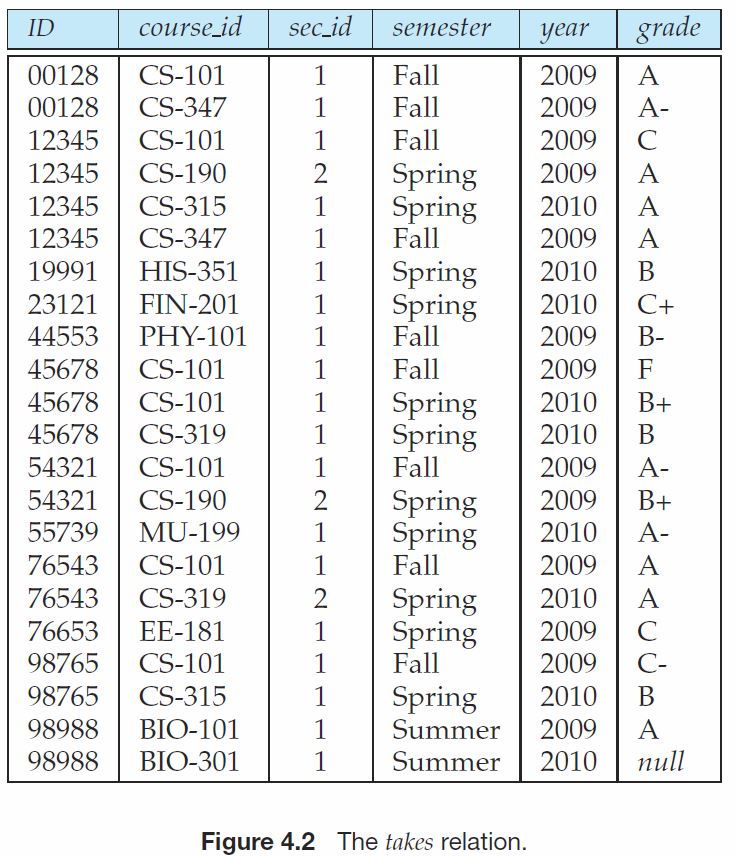 ID course_id sec_id semester year grade
00128 CS-101 1 Fall 2009 A
00128 CS-347 1 Fall 2009 A-
12345 CS-101 1 Fall 2009 C
12345 CS-190 2 Spring 2009 A
12345 CS-315 1 Spring 2010 A
12345 CS-347 1 Fall 2009 A
19991 HIS-351 1 Spring 2010 B
23121 FIN-201 1 Spring 2010 C+
44553 PHY-101 1 Fall 2009 B-
45678 CS-101 1 Fall 2009 F
45678 CS-101 1 Spring 2010 B+
45678 CS-319 1 Spring 2010 B
54321 CS-101 1 Fall 2009 A-
54321 CS-190 2 Spring 2009 B+
55739 MU-199 1 Spring 2010 A-
76543 CS-101 1 Fall 2009 A
76543 CS-319 2 Spring 2010 A
76653 EE-181 1 Spring 2009 C
98765 CS-101 1 Fall 2009 C-
98765 CS-315 1 Spring 2010 B
98988 BIO-101 1 Summer 2009 A
98988 BIO-301 1 Summer 2010 null
Figure 4.2 The takes relation.